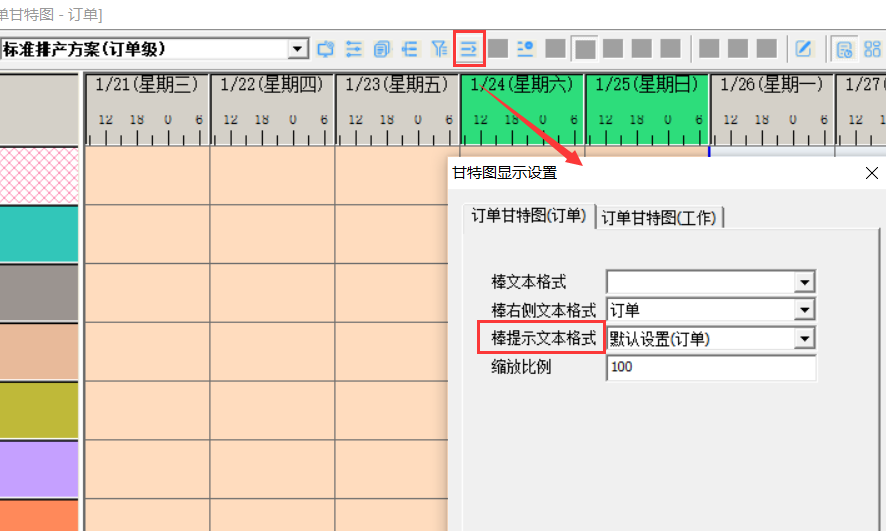 单甘特图 - 订单]
标准排产方案(订单级)
1/21(星期三) 1/22(星期四) 1/23(星期五) 1/24(星期六) 1/25(星期日) 1/26(星期一) 1/27(
12 18 0 6 12 18 0 6 12 18 0 6 12 18 0 6 12 18 0 6 12 18 0 6 12 18
甘特图显示设置
订单甘特图(订单) 订单甘特图(工作)
棒文本格式
棒右侧文本格式 订单
棒提示文本格式 默认设置(订单)
缩放比例 100